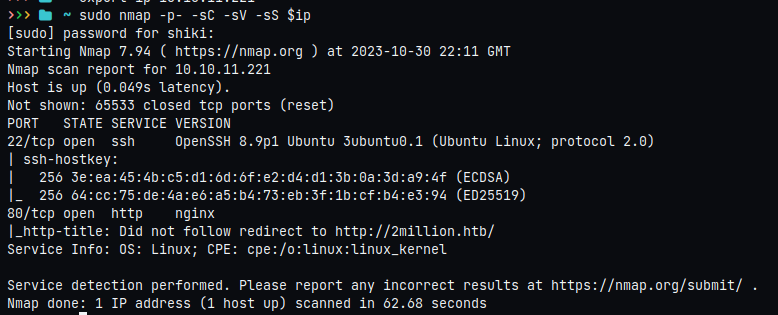 >>> ~ sudo nmap -p- -sC -sV -sS $ip
[sudo] password for shiki:
Starting Nmap 7.94 ( https://nmap.org ) at 2023-10-30 22:11 GMT
Nmap scan report for 10.10.11.221
Host is up (0.049s latency).
Not shown: 65533 closed tcp ports (reset)
PORT   STATE SERVICE VERSION
22/tcp open  ssh     OpenSSH 8.9p1 Ubuntu 3ubuntu0.1 (Ubuntu Linux; protocol 2.0)
| ssh-hostkey:
|   256 3e:ea:45:4b:c5:d1:6d:6f:e2:d4:d1:3b:0a:3d:a9:4f (ECDSA)
|_  256 64:cc:75:de:4a:e6:a5:b4:73:eb:3f:1b:cf:b4:e3:94 (ED25519)
80/tcp open  http    nginx
|_http-title: Did not follow redirect to http://2million.htb/
Service Info: OS: Linux; CPE: cpe:/o:linux:linux_kernel
Service detection performed. Please report any incorrect results at https://nmap.org/submit/ .
Nmap done: 1 IP address (1 host up) scanned in 62.68 seconds